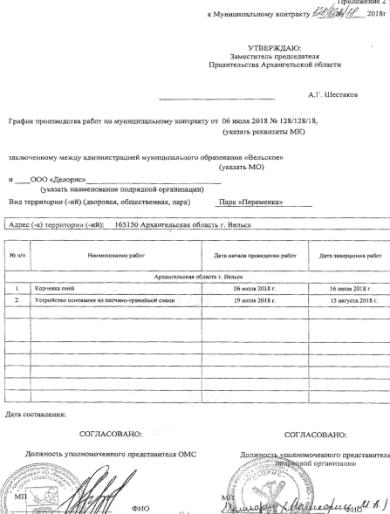 Приложение 2
к Муниципальному контракту 128/128/18 2018г
УТВЕРЖДАЮ:
Заместитель председателя
Правительства Архангельской области
А.Г. Шестаков
График производства работ по муниципальному контракту от 06 июля 2018 № 128/128/18,
(указать реквизиты МК)
заключенному между администрацией муниципального образования «Вельское»
(указать МО)
и ООО «Делорис»
(указать наименование подрядной организации)
Вид территории (-ий) (дворовая, общественная, парк) Парк «Переменка»
Адрес (-а) территории (-ий): 165150 Архангельская область г. Вельск
№ п/п Наименование работ Дата начала проведения работ Дата завершения работ
Архангельская область г. Вельск
1. Корчевка пней 06 июля 2018 г. 16 июля 2018 г.
2. Устройство основания из песчано-гравийной смеси 19 июля 2018 г. 15 августа 2018 г.
Дата составления:
СОГЛАСОВАНО: СОГЛАСОВАНО:
Должность уполномоченного представителя ОМС Должность уполномоченного представителя
подрядной организации
МП МП
ФИО ФИО